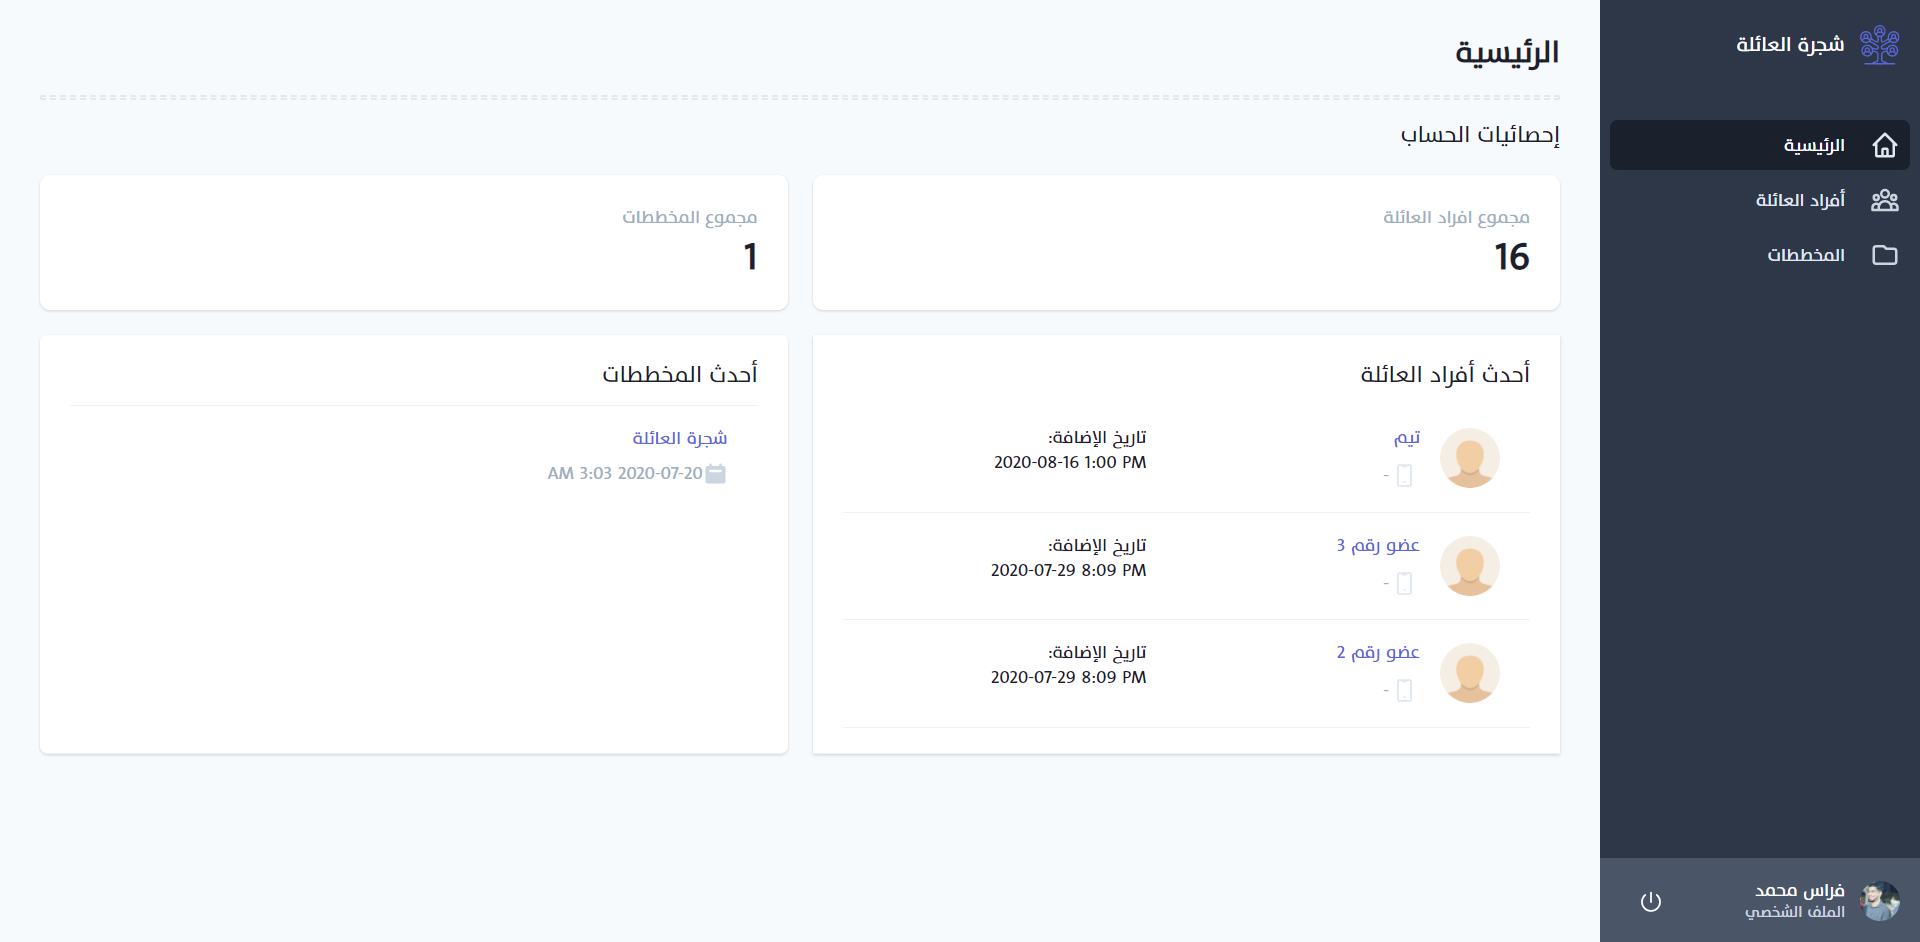 شجرة العائلة
الرئيسية
أفراد العائلة
المخططات
فراس محمد
الملف الشخصي
الرئيسية
إحصائيات الحساب
مجموع افراد العائلة
16
مجموع المخططات
1
أحدث أفراد العائلة
تيم
-
تاريخ الإضافة:
2020-08-16 1:00 PM
عضو رقم 3
-
تاريخ الإضافة:
2020-07-29 8:09 PM
عضو رقم 2
-
تاريخ الإضافة:
2020-07-29 8:09 PM
أحدث المخططات
شجرة العائلة
2020-07-20 3:03 AM